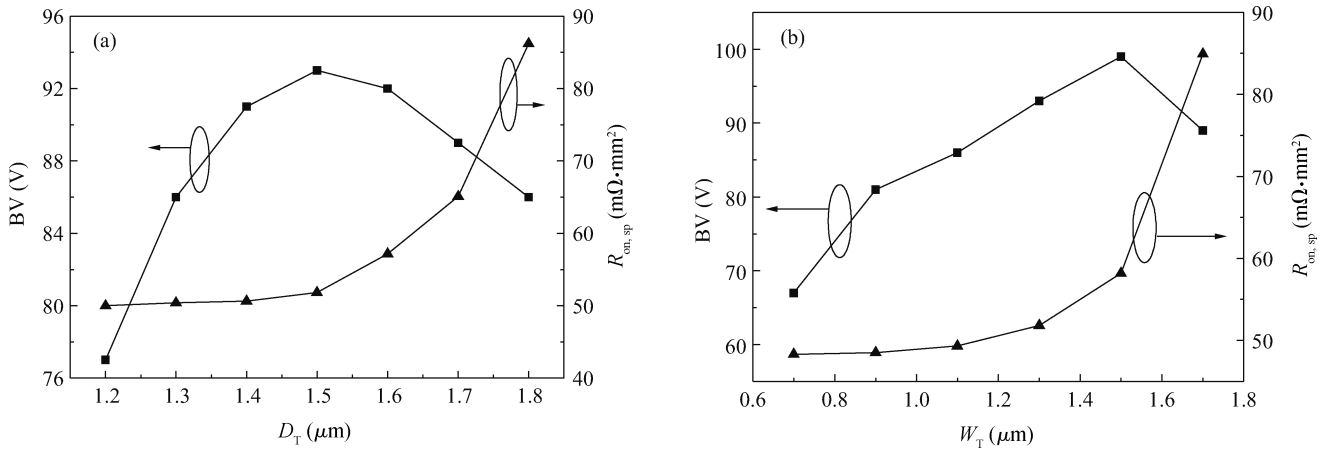 (a)
96
92
88
84
80
76
BV (V)
90
80
70
60
50
40
R_on, sp (mΩ•mm²)
1.2 1.3 1.4 1.5 1.6 1.7 1.8
D_T (μm)
(b)
100
90
80
70
60
BV (V)
90
80
70
60
50
R_on, sp (mΩ•mm²)
0.6 0.8 1.0 1.2 1.4 1.6 1.8
W_T (μm)